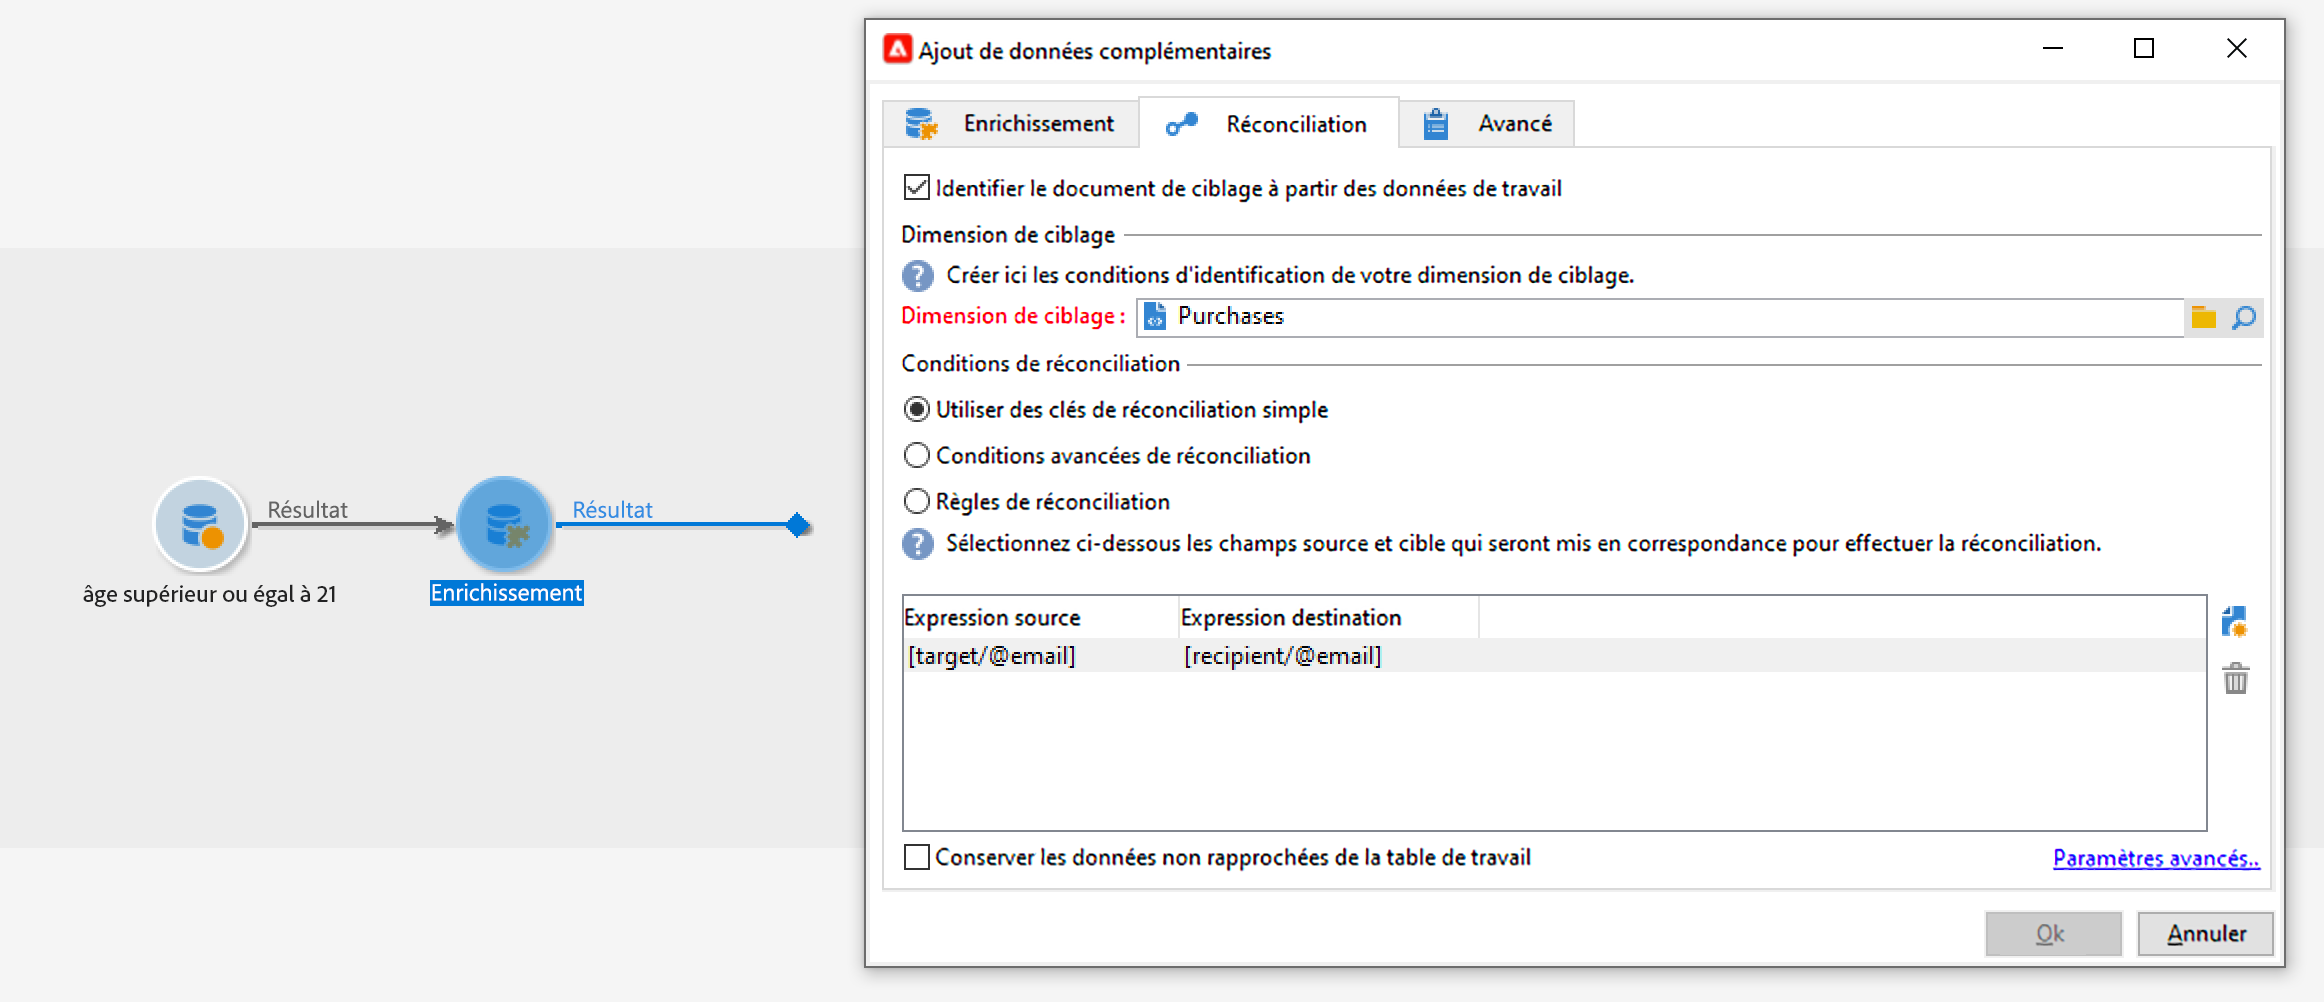 Ajout de données complémentaires
Enrichissement
Réconciliation
Avancé
Identifier le document de ciblage à partir des données de travail
Dimension de ciblage
Créer ici les conditions d'identification de votre dimension de ciblage.
Dimension de ciblage : Purchases
Conditions de réconciliation
Utiliser des clés de réconciliation simple
Conditions avancées de réconciliation
Règles de réconciliation
Sélectionnez ci-dessous les champs source et cible qui seront mis en correspondance pour effectuer la réconciliation.
Expression source Expression destination
[target/@email] [recipient/@email]
Conserver les données non rapprochées de la table de travail
Paramètres avancés..
Ok
Annuler
Résultat
Résultat
âge supérieur ou égal à 21
Enrichissement